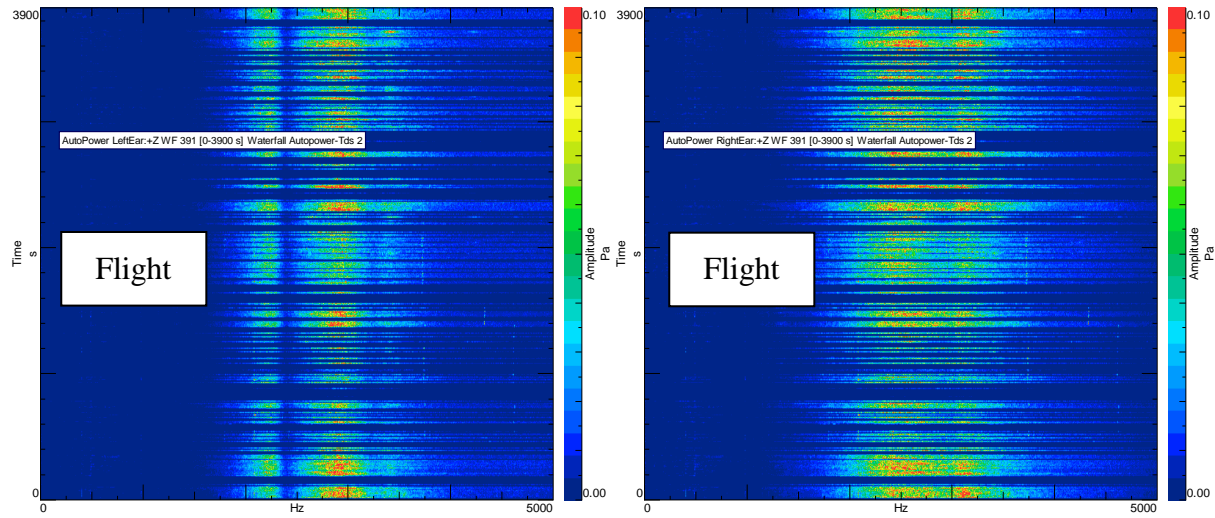 3900
AutoPower LeftEar:+Z WF 391 [0-3900 s] Waterfall Autopower-Tds 2
Flight
Time
s
0
0
Hz
5000
0.10
Amplitude
Pa
0.00
3900
AutoPower RightEar:+Z WF 391 [0-3900 s] Waterfall Autopower-Tds 2
Flight
Time
s
0
0
Hz
5000
0.10
Amplitude
Pa
0.00